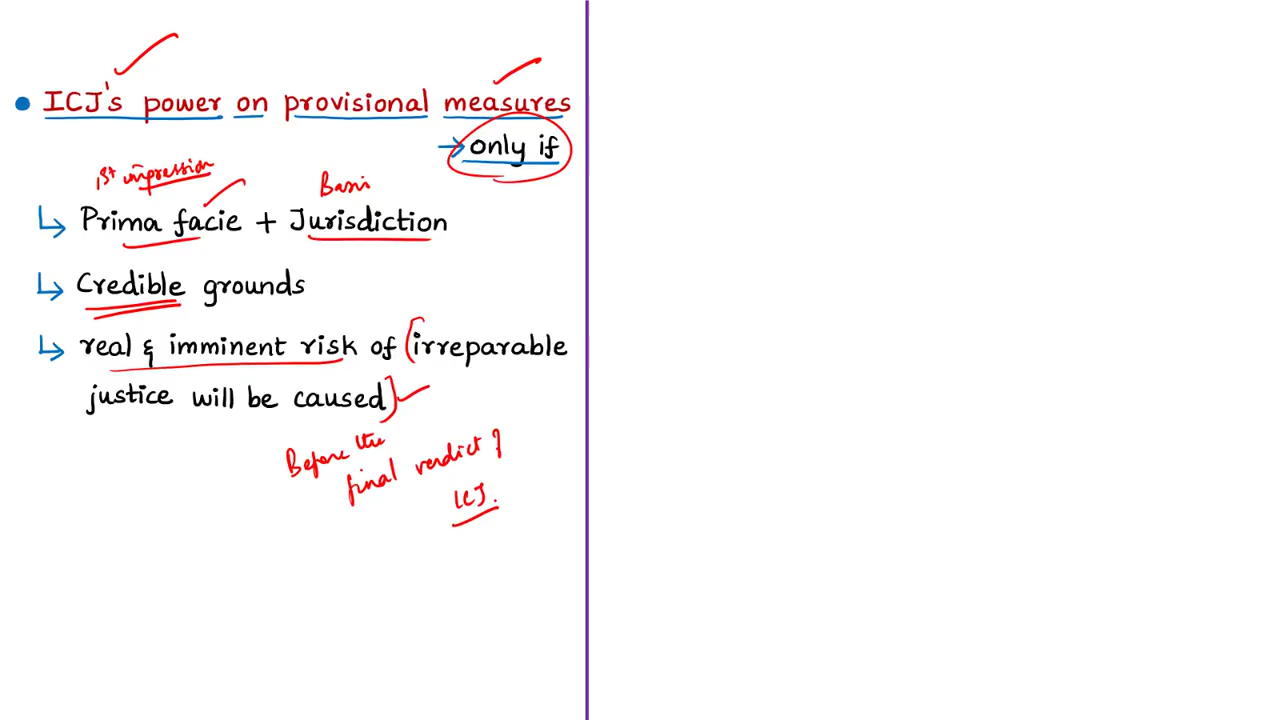 • ICJ's power on provisional measures
→ only if
1st impression Basis
↳ Prima facie + Jurisdiction
↳ Credible grounds
↳ real & imminent risk of [irreparable
justice will be caused]
Before the
final verdict of
ICJ.